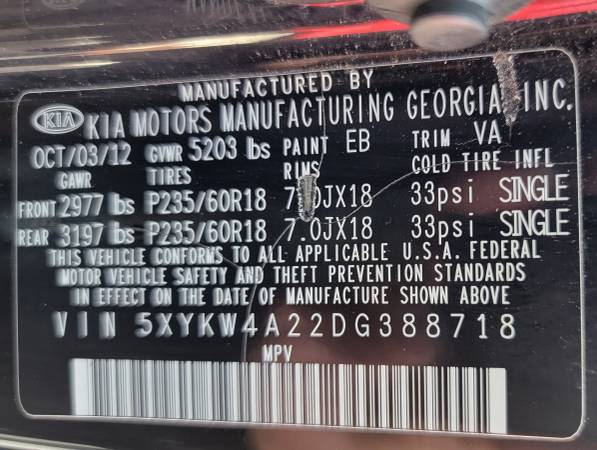 MANUFACTURED BY
KIA KIA MOTORS MANUFACTURING GEORGIA, INC.
OCT/03/12 GVWR 5203 lbs PAINT EB TRIM VA
GAWR TIRES RIMS COLD TIRE INFL
FRONT 2977 lbs P235/60R18 7.0JX18 33psi SINGLE
REAR 3197 lbs P235/60R18 7.0JX18 33psi SINGLE
THIS VEHICLE CONFORMS TO ALL APPLICABLE U.S.A. FEDERAL
MOTOR VEHICLE SAFETY AND THEFT PREVENTION STANDARDS
IN EFFECT ON THE DATE OF MANUFACTURE SHOWN ABOVE
VIN 5XYKW4A22DG388718
MPV